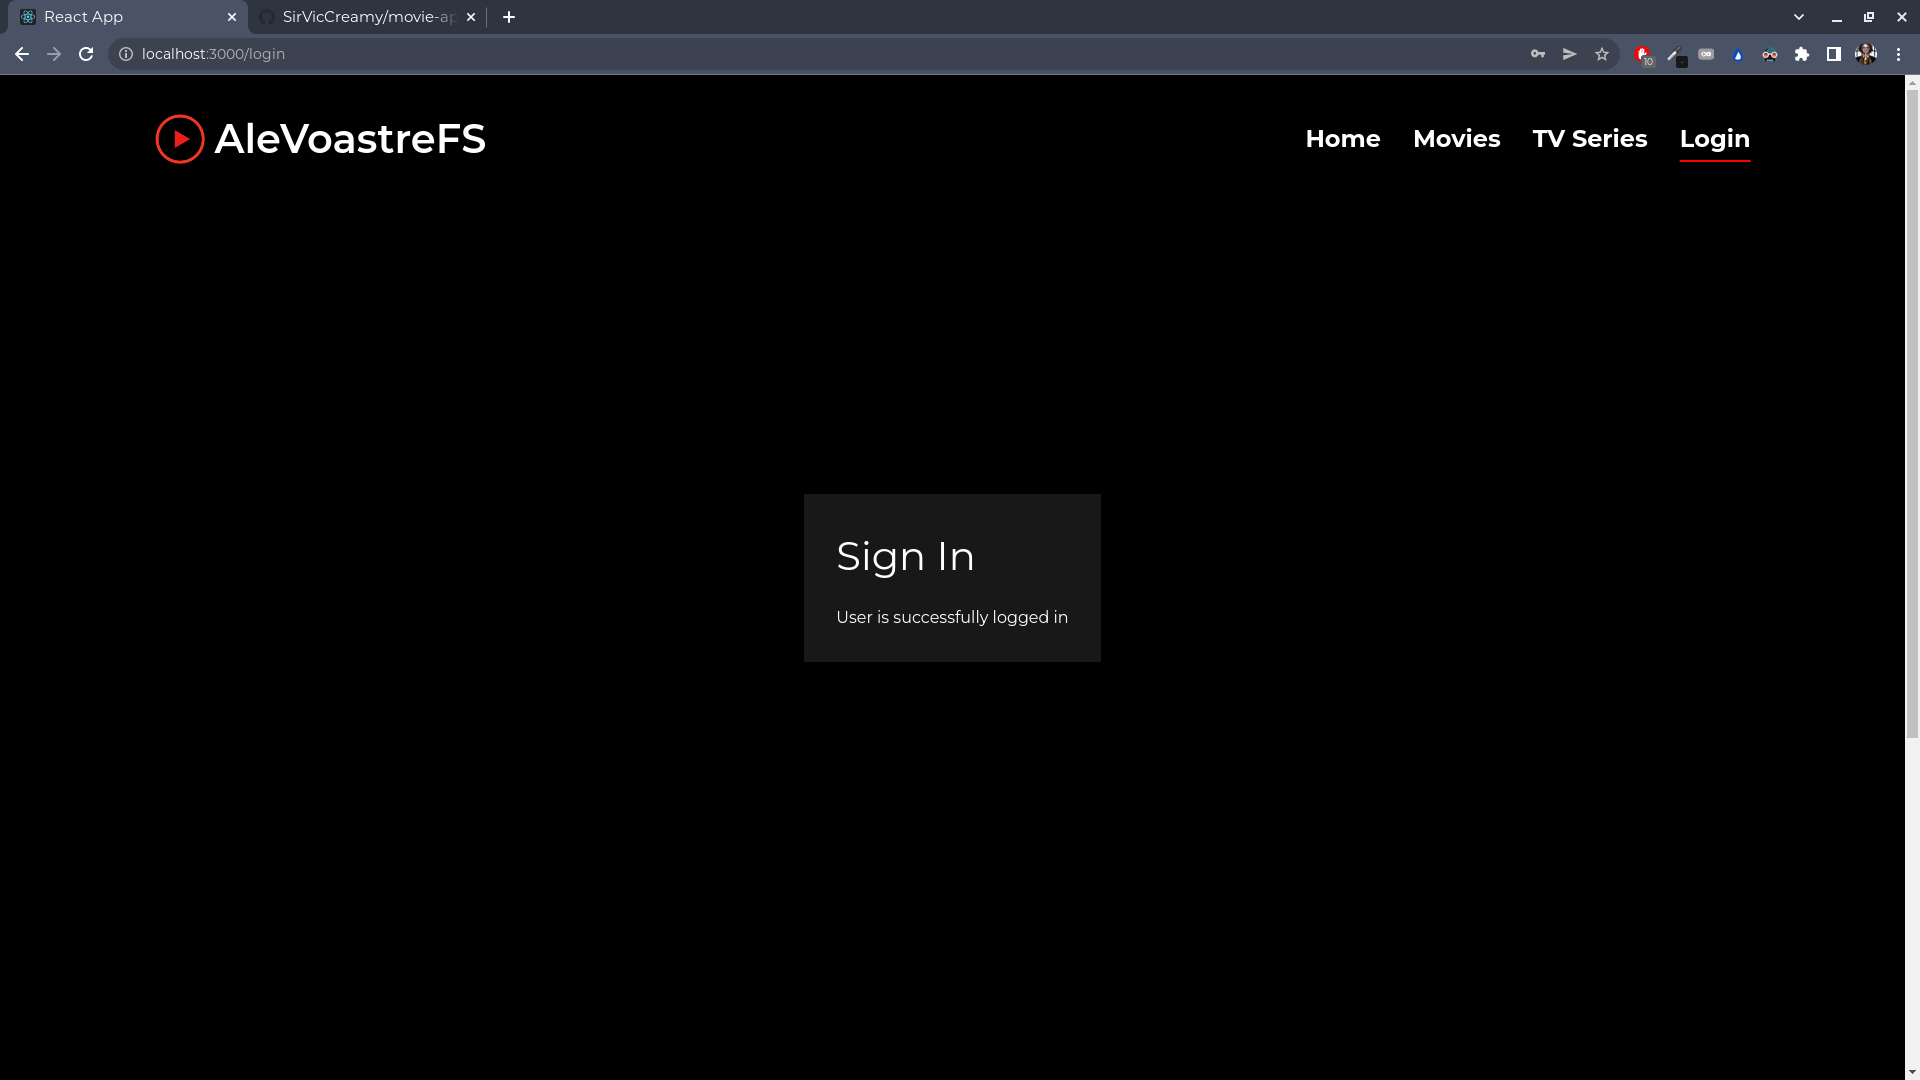 React App
SirVicCreamy/movie-ap
localhost:3000/login
10
AleVoastreFS
Home
Movies
TV Series
Login
Sign In
User is successfully logged in